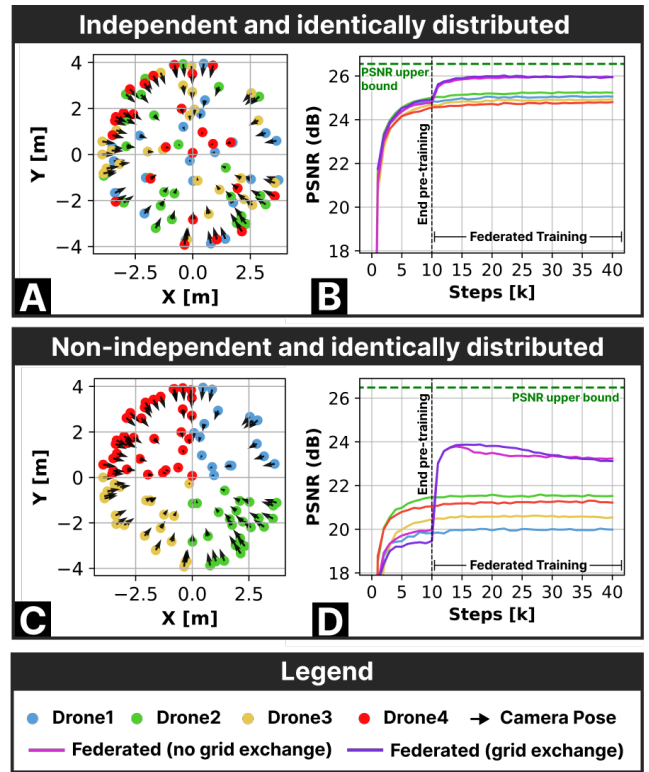 Independent and identically distributed
4
2
0
−2
−4
Y [m]
−2.5
0.0
2.5
X [m]
A
26
24
22
20
18
PSNR (dB)
PSNR upper
bound
End pre-training
Federated Training
0
5
10
15
20
25
30
35
40
Steps [k]
B
Non-independent and identically distributed
4
2
0
−2
−4
Y [m]
−2.5
0.0
2.5
X [m]
C
26
24
22
20
18
PSNR (dB)
PSNR upper bound
End pre-training
Federated Training
0
5
10
15
20
25
30
35
40
Steps [k]
D
Legend
Drone1
Drone2
Drone3
Drone4
Camera Pose
Federated (no grid exchange)
Federated (grid exchange)